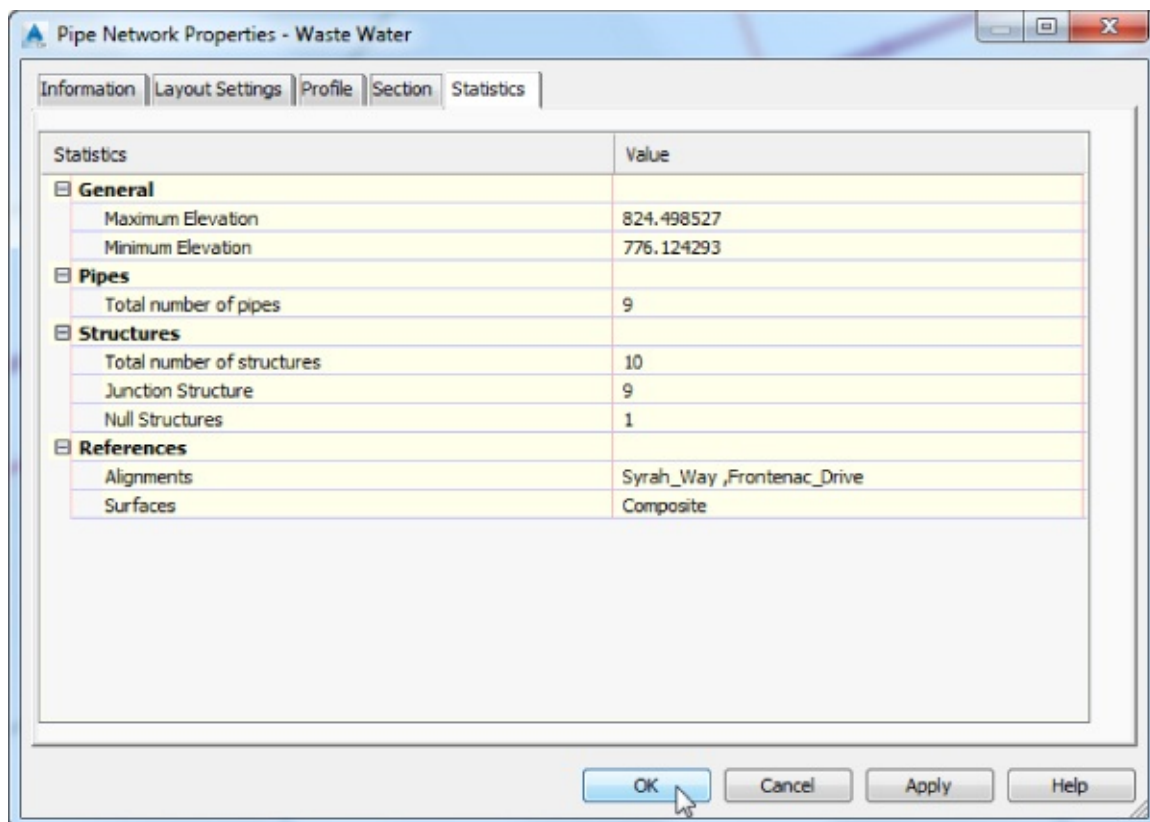 Pipe Network Properties - Waste Water
Information Layout Settings Profile Section Statistics
Statistics Value
General
Maximum Elevation 824.498527
Minimum Elevation 776.124293
Pipes
Total number of pipes 9
Structures
Total number of structures 10
Junction Structure 9
Null Structures 1
References
Alignments Syrah_Way ,Frontenac_Drive
Surfaces Composite
OK Cancel Apply Help